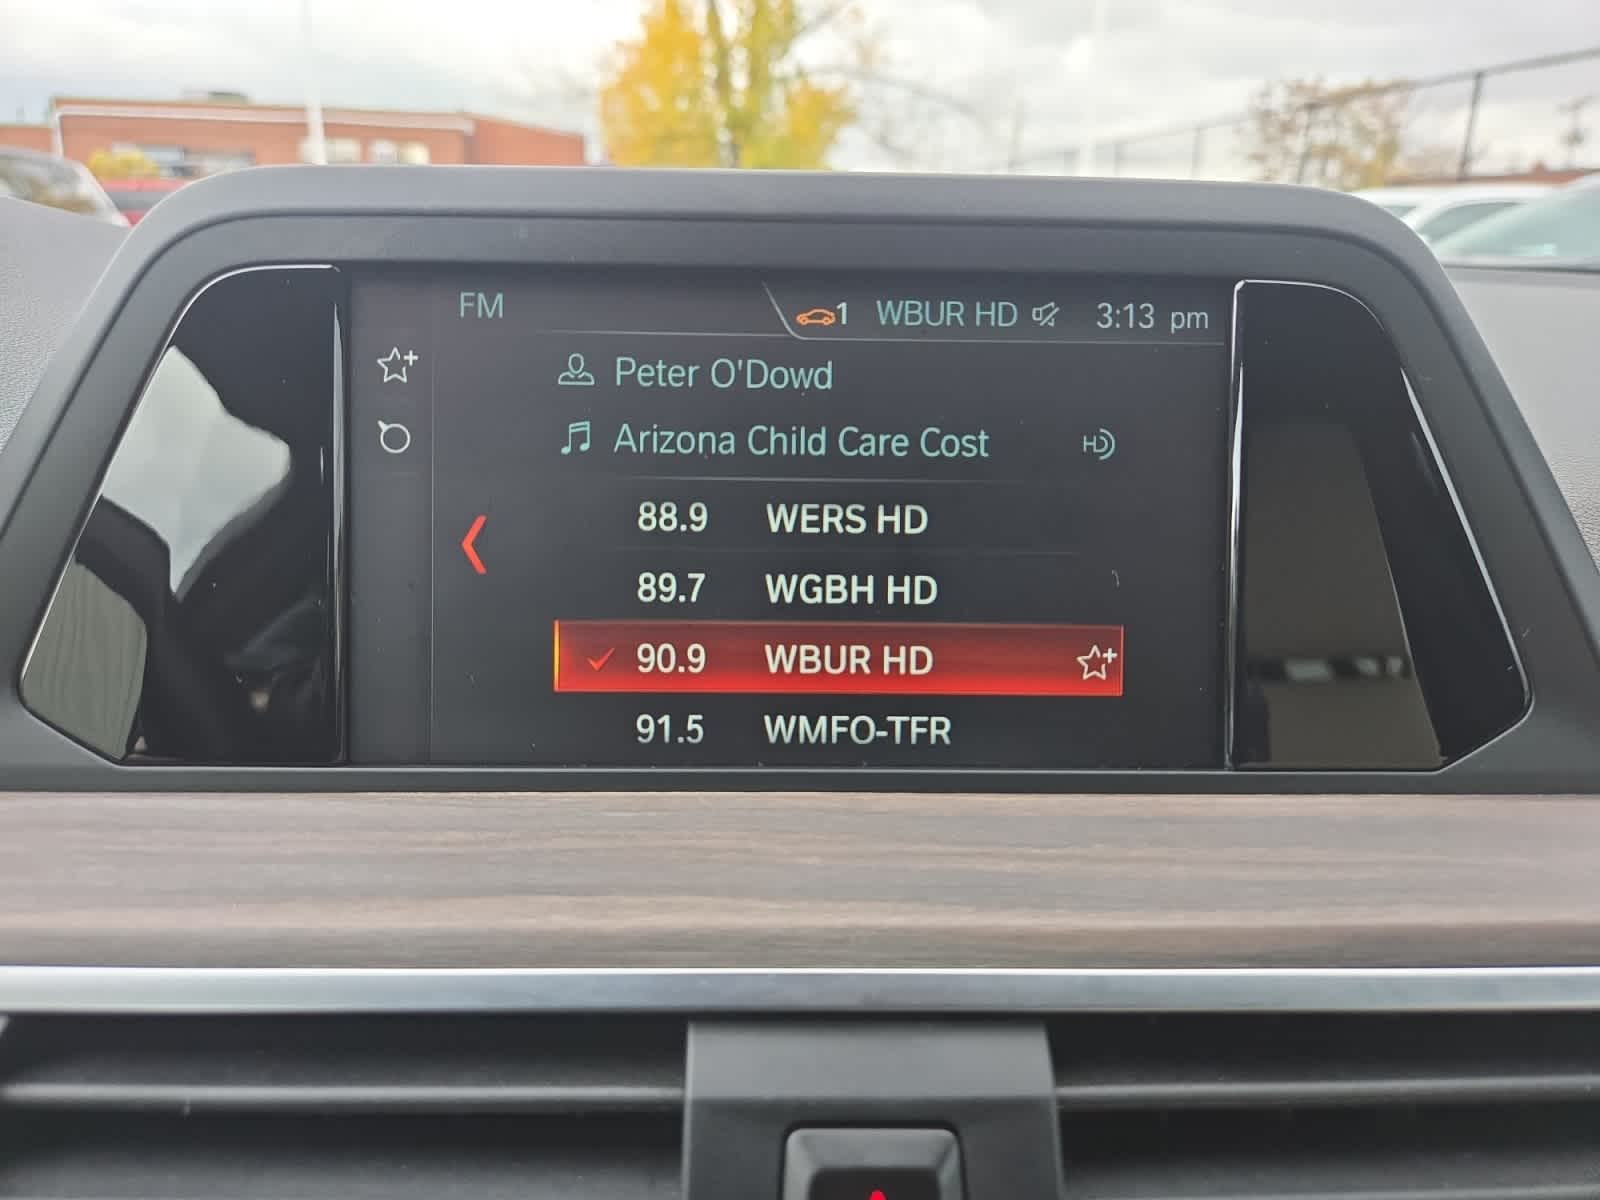 FM
1 WBUR HD 3:13 pm
Peter O'Dowd
Arizona Child Care Cost HD
88.9 WERS HD
89.7 WGBH HD
90.9 WBUR HD
91.5 WMFO-TFR